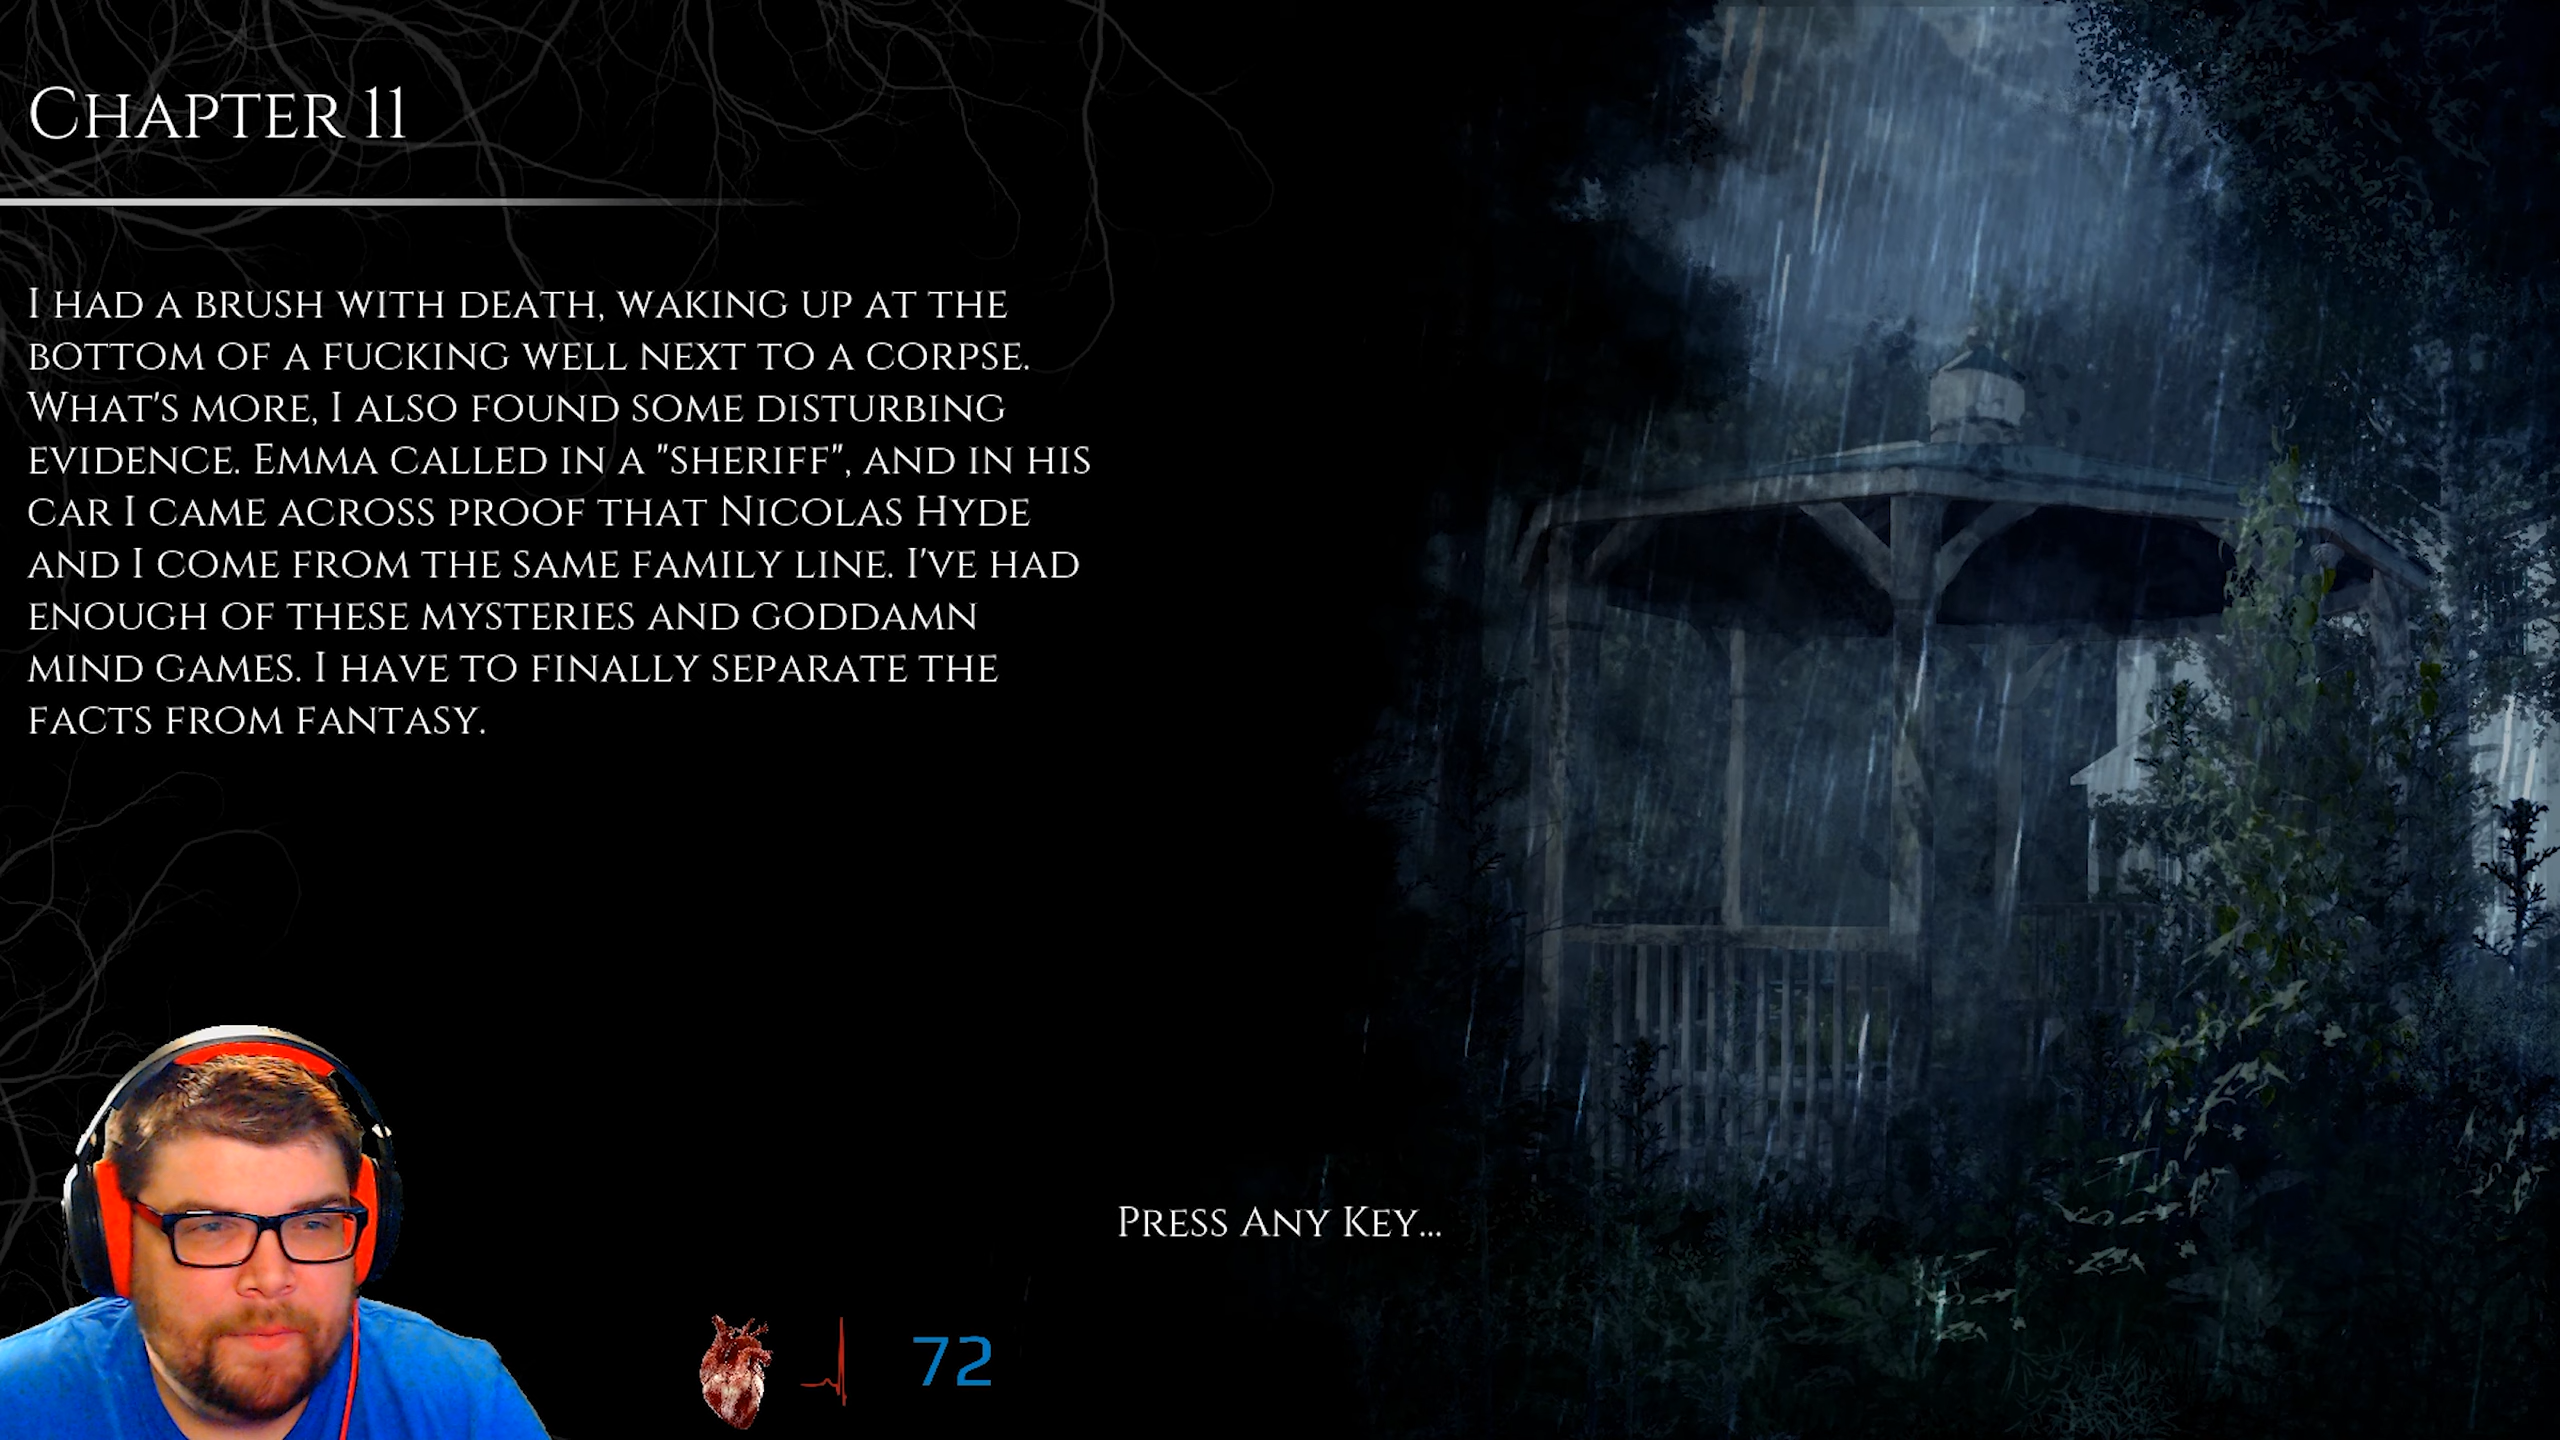 Chapter 11
I had a brush with death, waking up at the
bottom of a fucking well next to a corpse.
What's more, I also found some disturbing
evidence. Emma called in a "sheriff", and in his
car I came across proof that Nicolas Hyde
and I come from the same family line. I've had
enough of these mysteries and goddamn
mind games. I have to finally separate the
facts from fantasy.
Press Any Key...
72